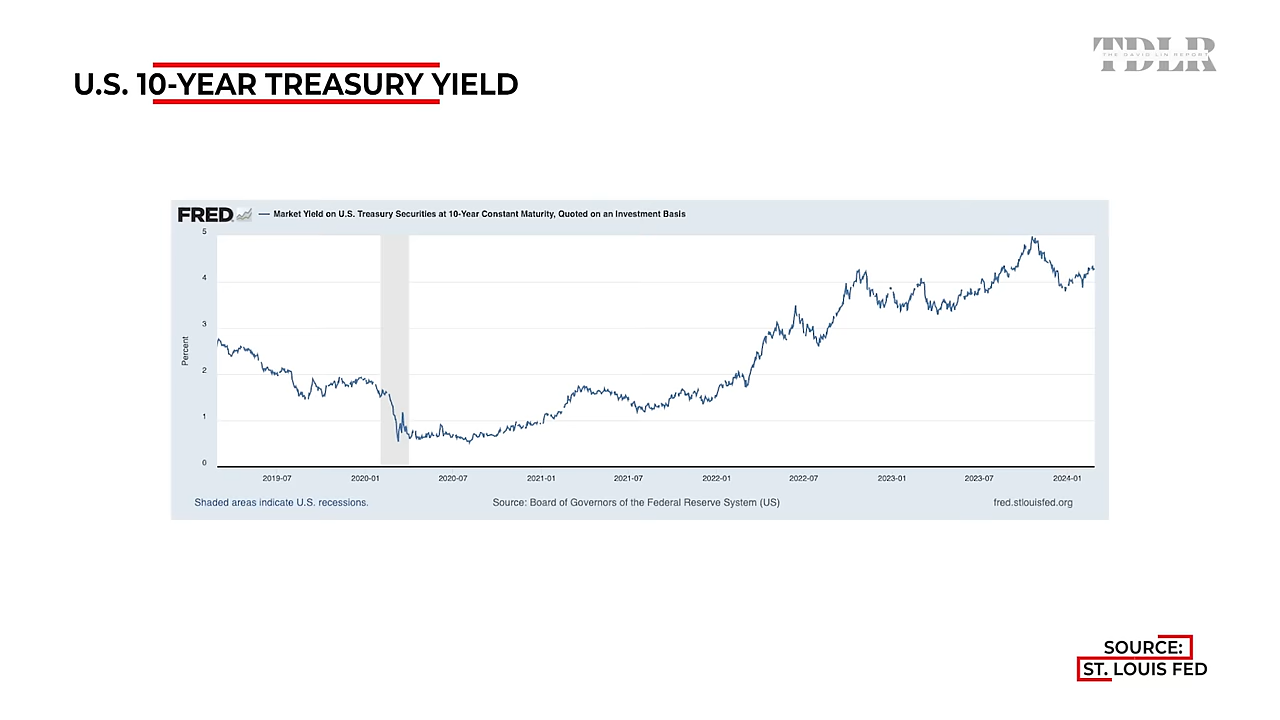 TDLR
THE DAVID LIN REPORT
U.S. 10-YEAR TREASURY YIELD
FRED
— Market Yield on U.S. Treasury Securities at 10-Year Constant Maturity, Quoted on an Investment Basis
5
4
3
2
1
0
Percent
2019-07 2020-01 2020-07 2021-01 2021-07 2022-01 2022-07 2023-01 2023-07 2024-01
Shaded areas indicate U.S. recessions. Source: Board of Governors of the Federal Reserve System (US) fred.stlouisfed.org
SOURCE:
ST. LOUIS FED